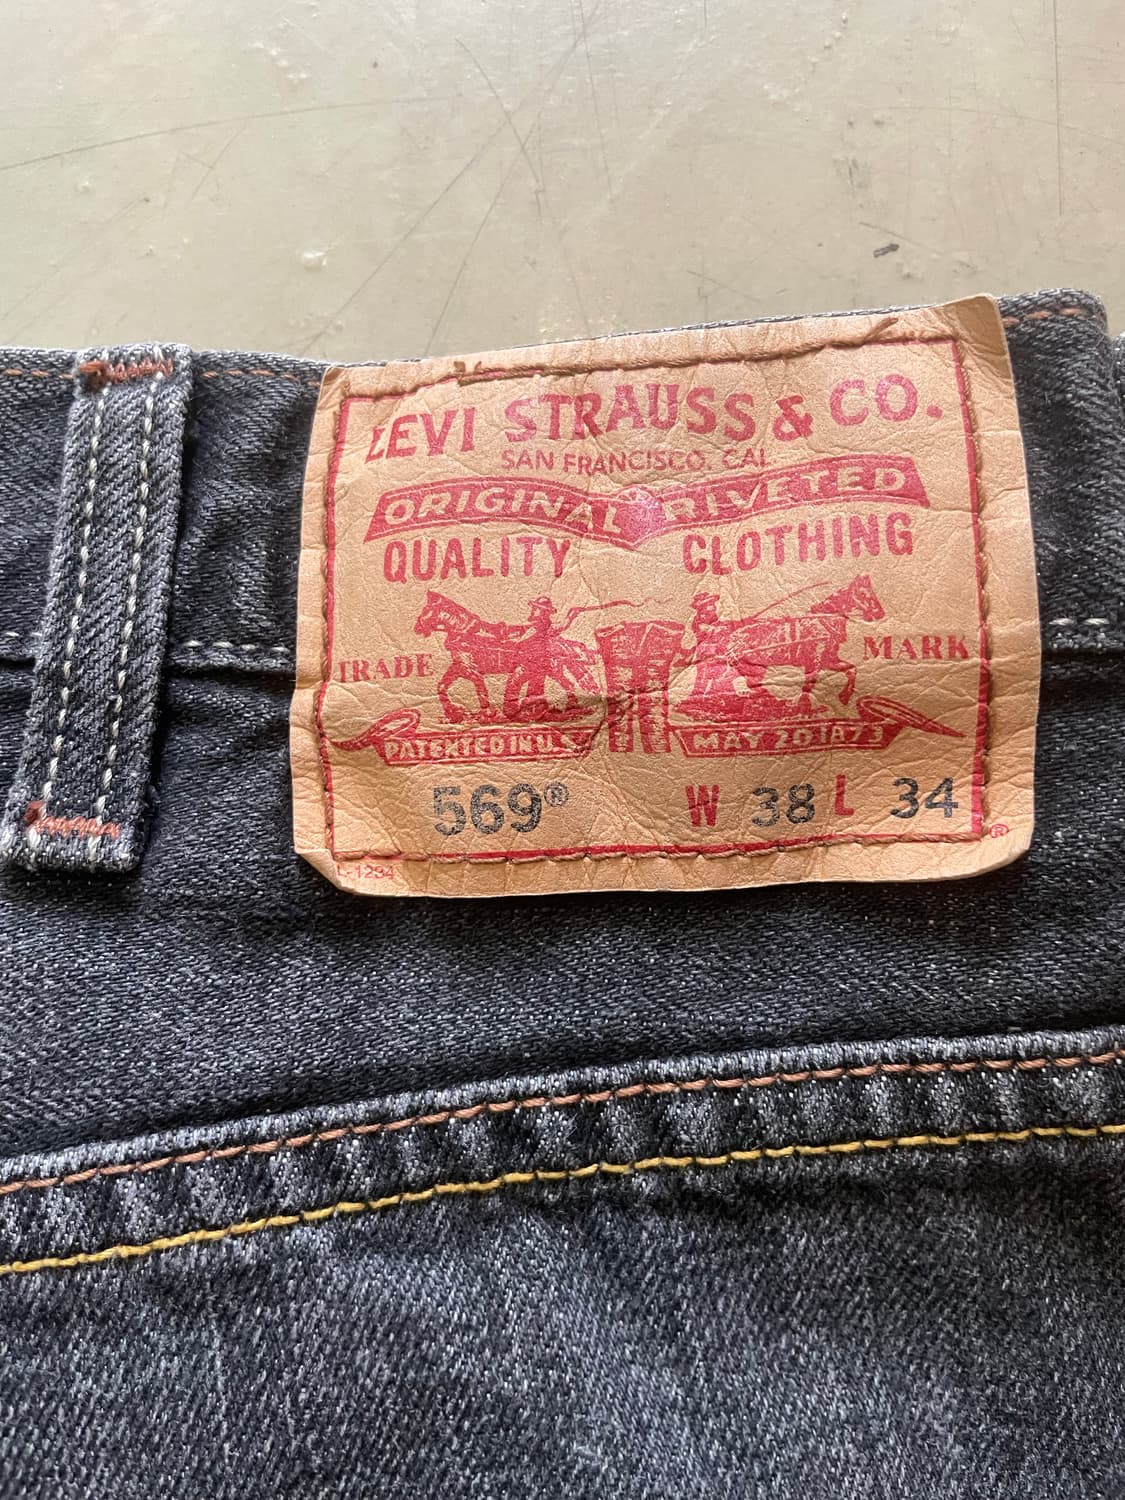 LEVI STRAUSS & CO.
SAN FRANCISCO, CAL
ORIGINAL RIVETED
QUALITY CLOTHING
TRADE MARK
PATENTED IN U.S. MAY 20 1873
569® W 38 L 34
®
L-1234